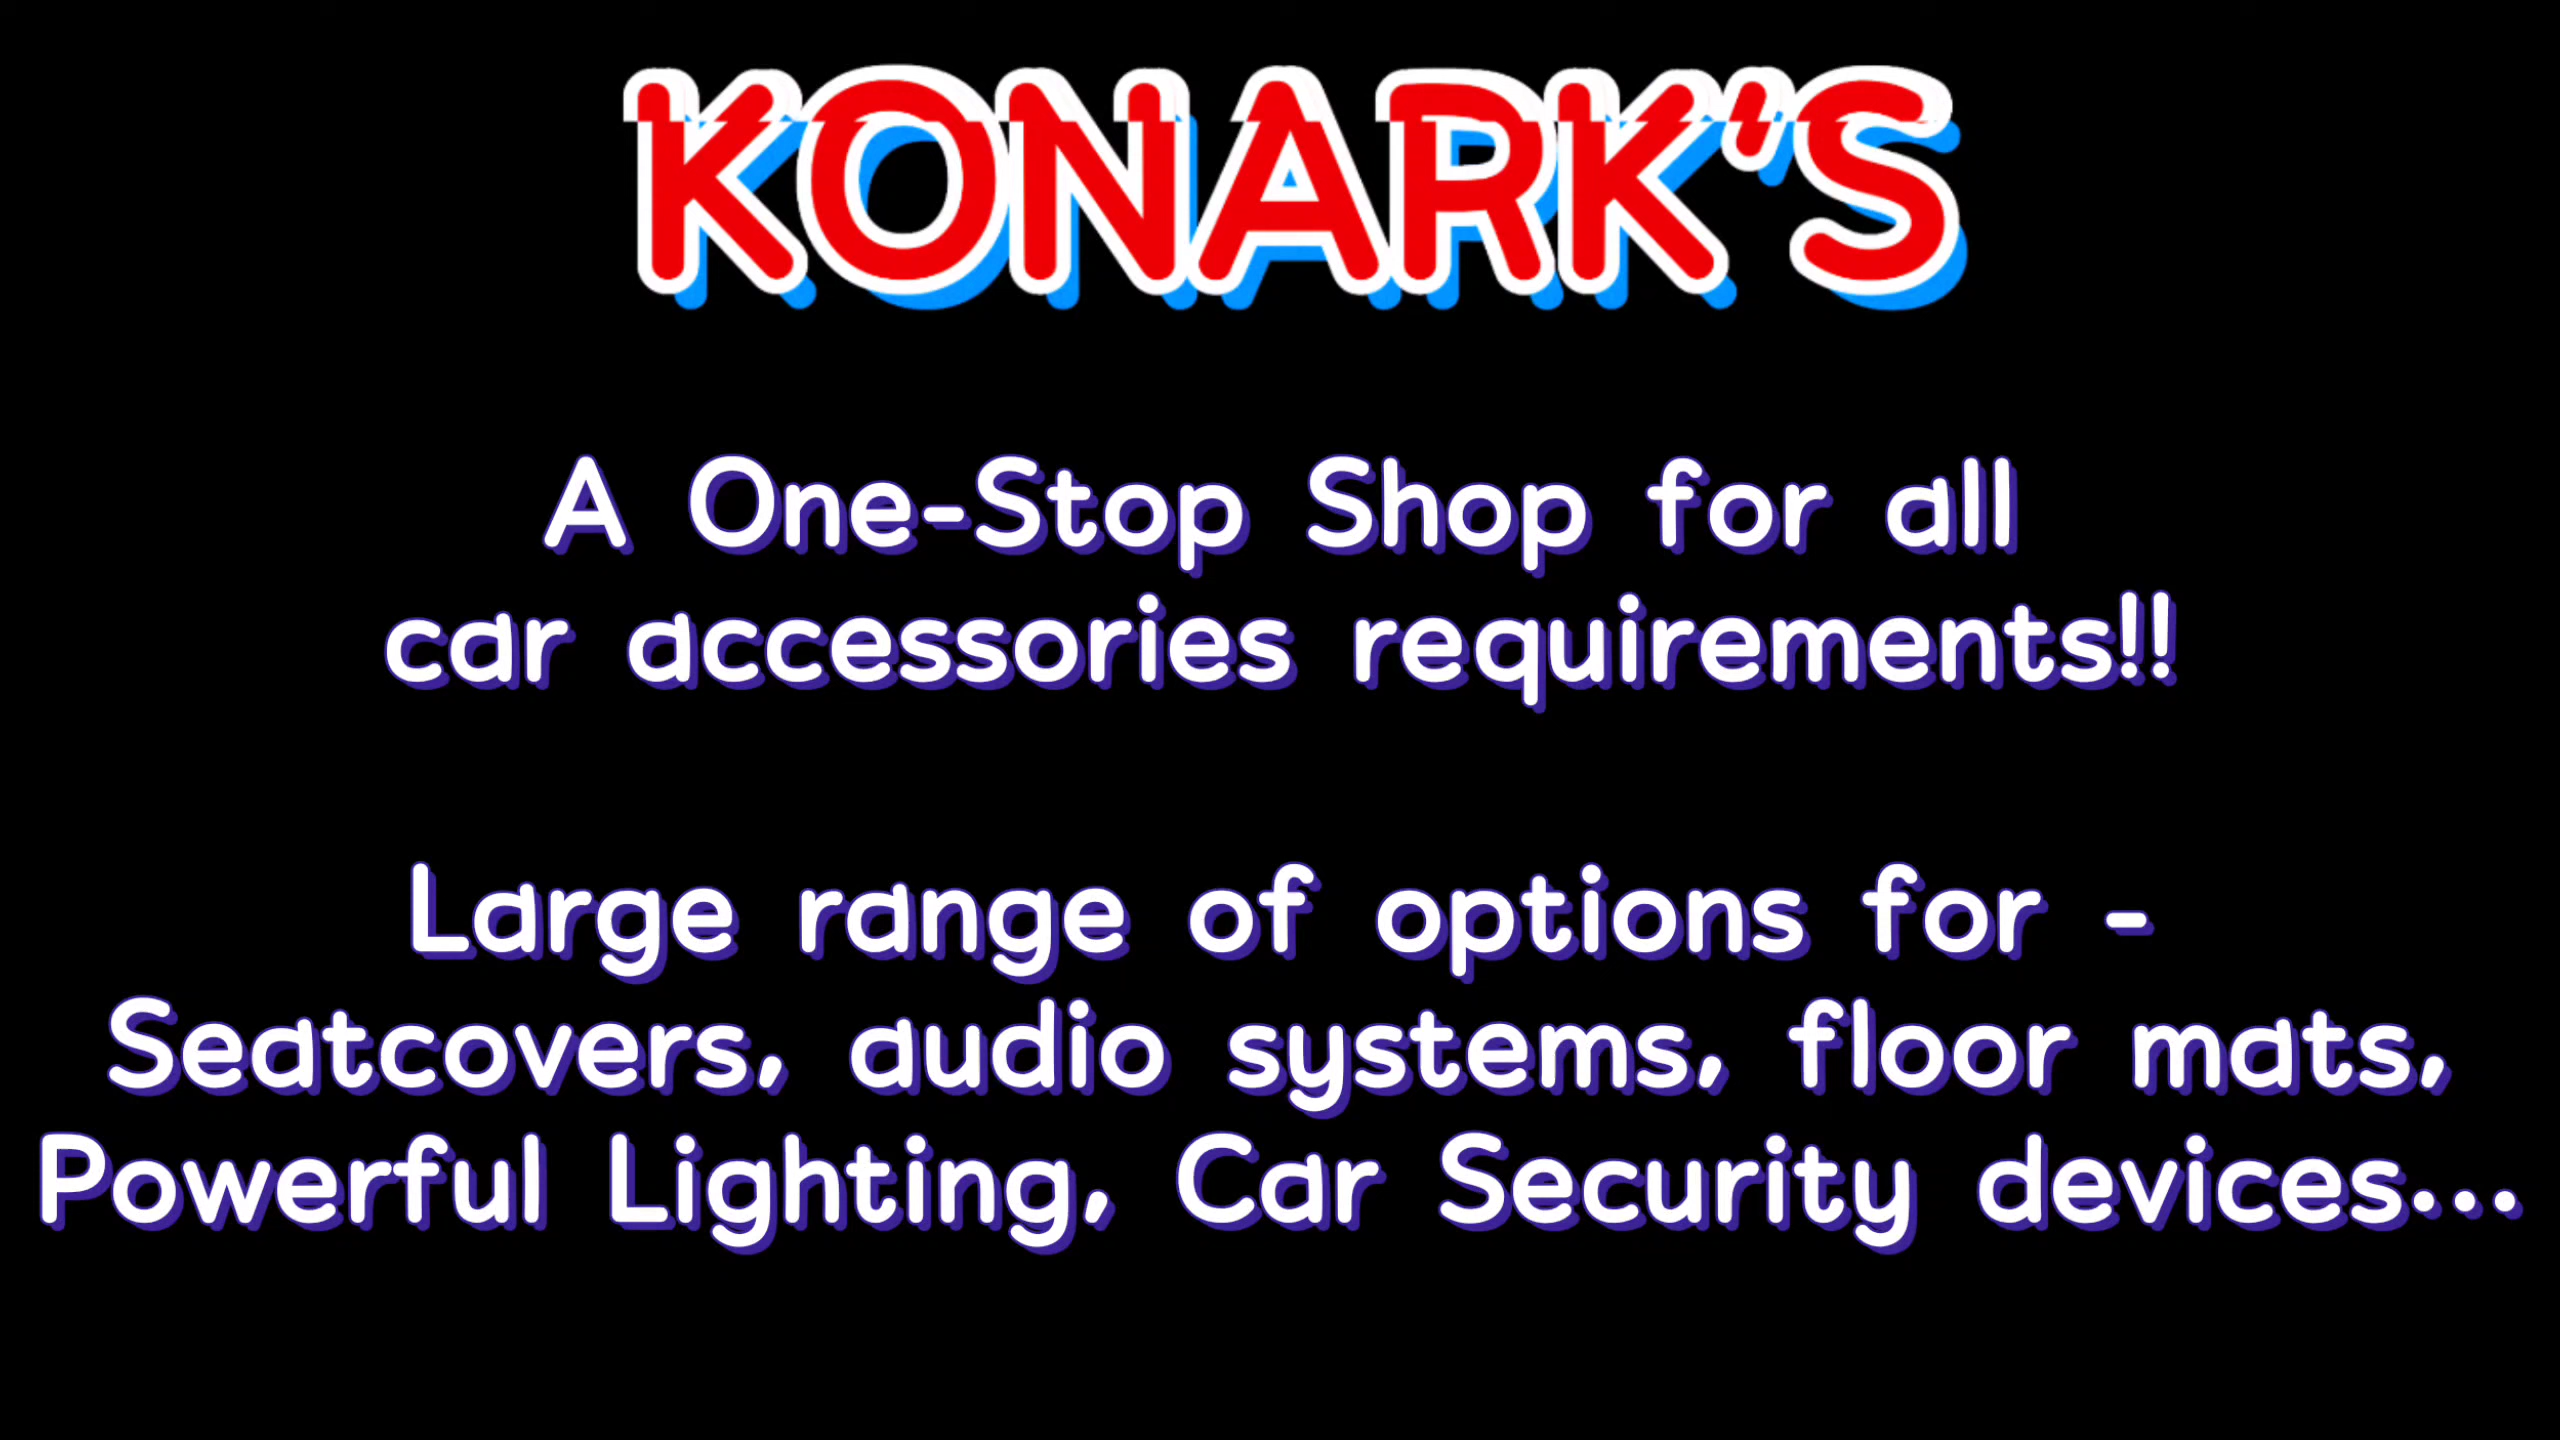 KONARK'S
A One-Stop Shop for all
car accessories requirements!!
Large range of options for -
Seatcovers, audio systems, floor mats,
Powerful Lighting, Car Security devices...